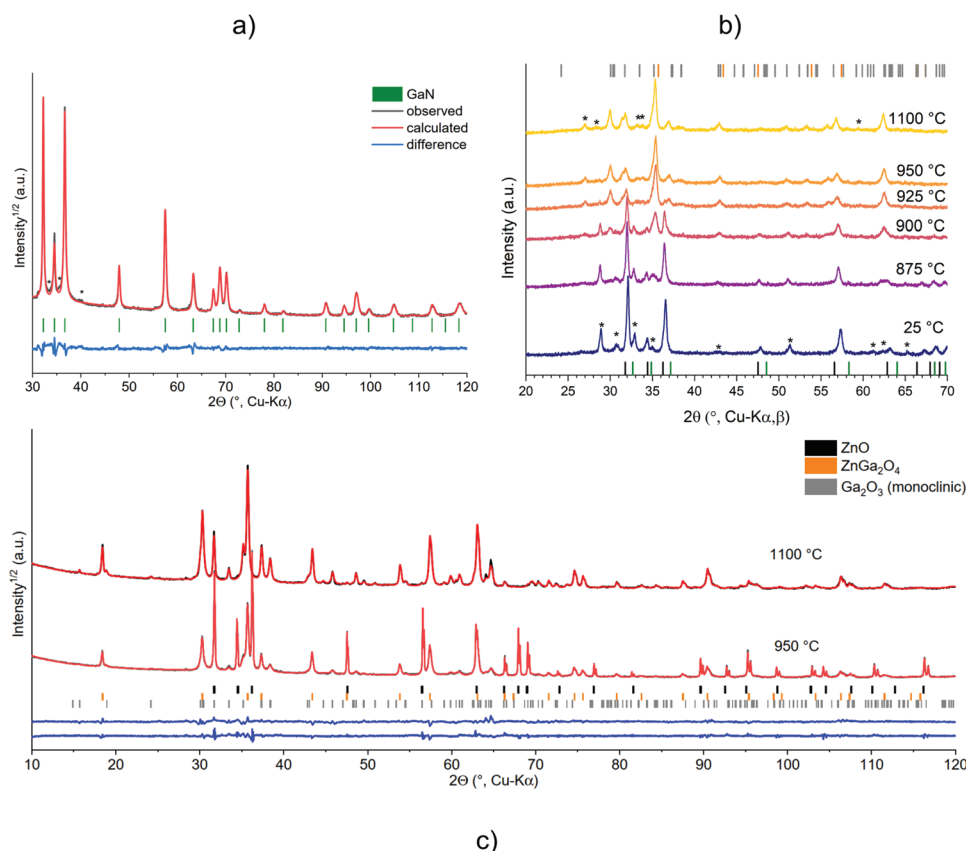 a)
GaN
observed
calculated
difference
Intensity1/2 (a.u.)
*
*
*
30 40 50 60 70 80 90 100 110 120
2Θ (°, Cu-Kα)
b)
1100 °C
* * ** *
950 °C
925 °C
900 °C
875 °C
25 °C
* * * * * * * * *
Intensity (a.u.)
20 25 30 35 40 45 50 55 60 65 70
2θ (°, Cu-Kα,β)
ZnO
ZnGa2O4
Ga2O3 (monoclinic)
1100 °C
950 °C
Intensity1/2 (a.u.)
10 20 30 40 50 60 70 80 90 100 110 120
2Θ (°, Cu-Kα)
c)